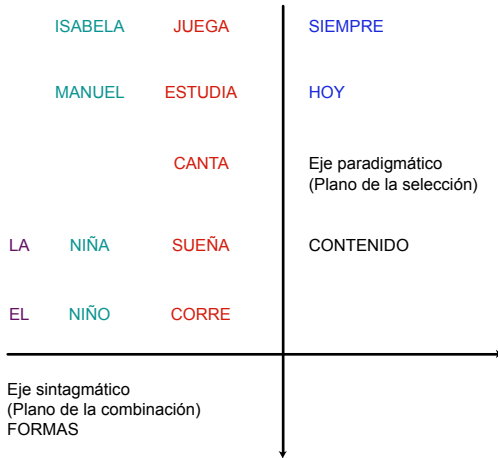 ISABELA JUEGA SIEMPRE
MANUEL ESTUDIA HOY
CANTA Eje paradigmático
(Plano de la selección)
LA NIÑA SUEÑA CONTENIDO
EL NIÑO CORRE
Eje sintagmático
(Plano de la combinación)
FORMAS